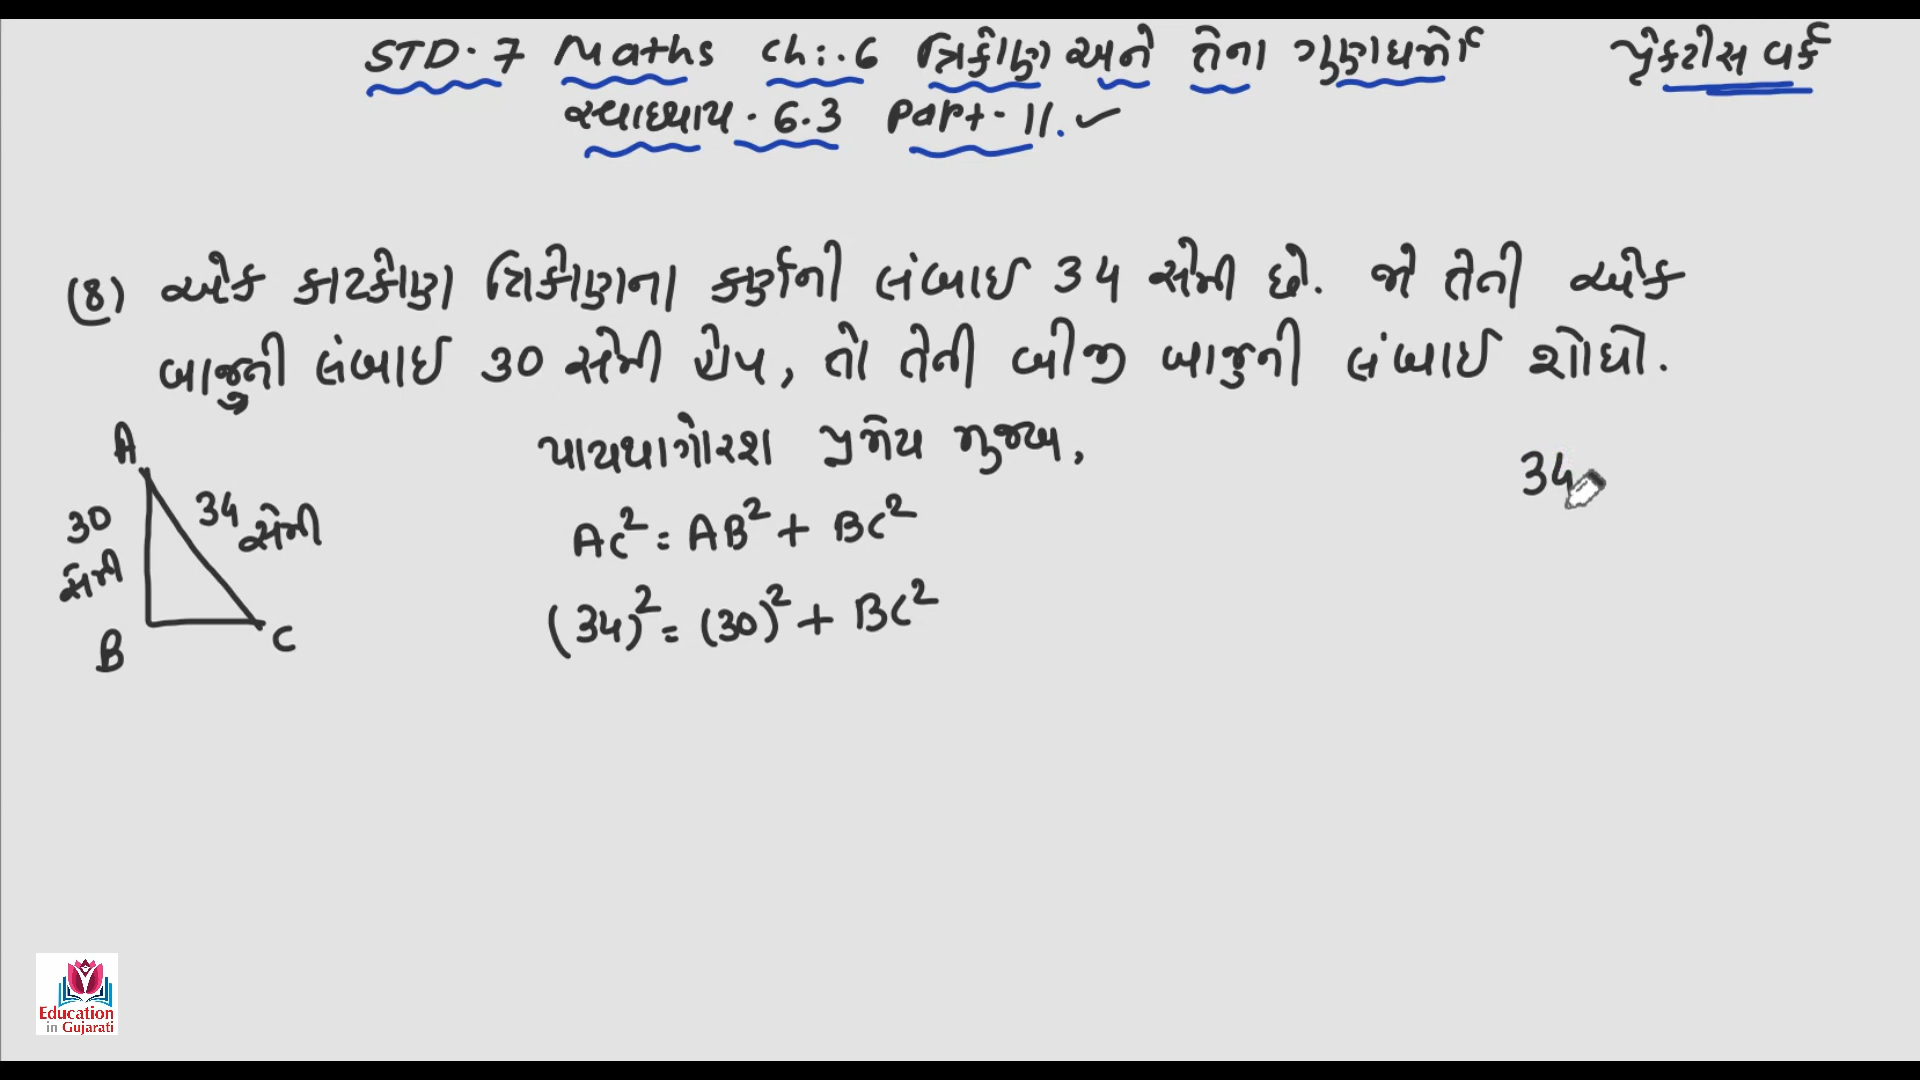 STD. 7 Maths ch:.6 ત્રિકોણ અને તેના ગુણધર્મો પ્રેક્ટીસ વર્ક
સ્વાધ્યાય. 6.3 Part- 11.
(8) એક કાટકોણ ત્રિકોણના કર્ણની લંબાઈ 34 સેમી છે. જો તેની એક
બાજુની લંબાઈ 30 સેમી હોય, તો તેની બીજી બાજુની લંબાઈ શોધો.
પાયથાગોરશ પ્રમેય મુજબ,
34
A
30 સેમી
34 સેમી
B
C
AC² = AB² + BC²
(34)² = (30)² + BC²
Education
in Gujarati